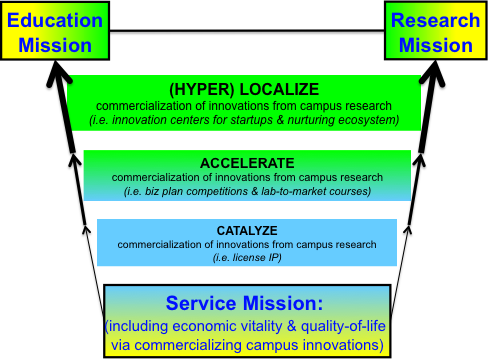 Education
Mission
Research
Mission
(HYPER) LOCALIZE
commercialization of innovations from campus research
(i.e. innovation centers for startups & nurturing ecosystem)
ACCELERATE
commercialization of innovations from campus research
(i.e. biz plan competitions & lab-to-market courses)
CATALYZE
commercialization of innovations from campus research
(i.e. license IP)
Service Mission:
(including economic vitality & quality-of-life
via commercializing campus innovations)